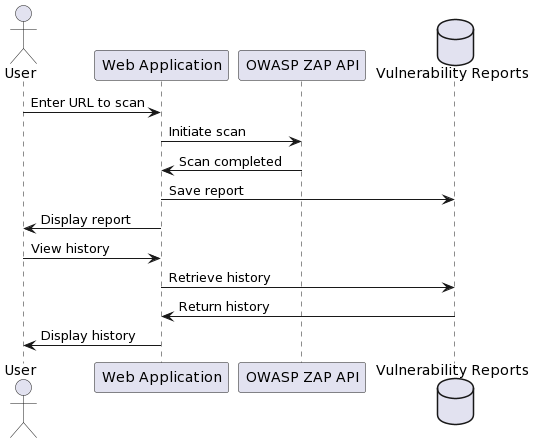 User
Web Application
OWASP ZAP API
Vulnerability Reports
Enter URL to scan
Initiate scan
Scan completed
Save report
Display report
View history
Retrieve history
Return history
Display history
User
Web Application
OWASP ZAP API
Vulnerability Reports